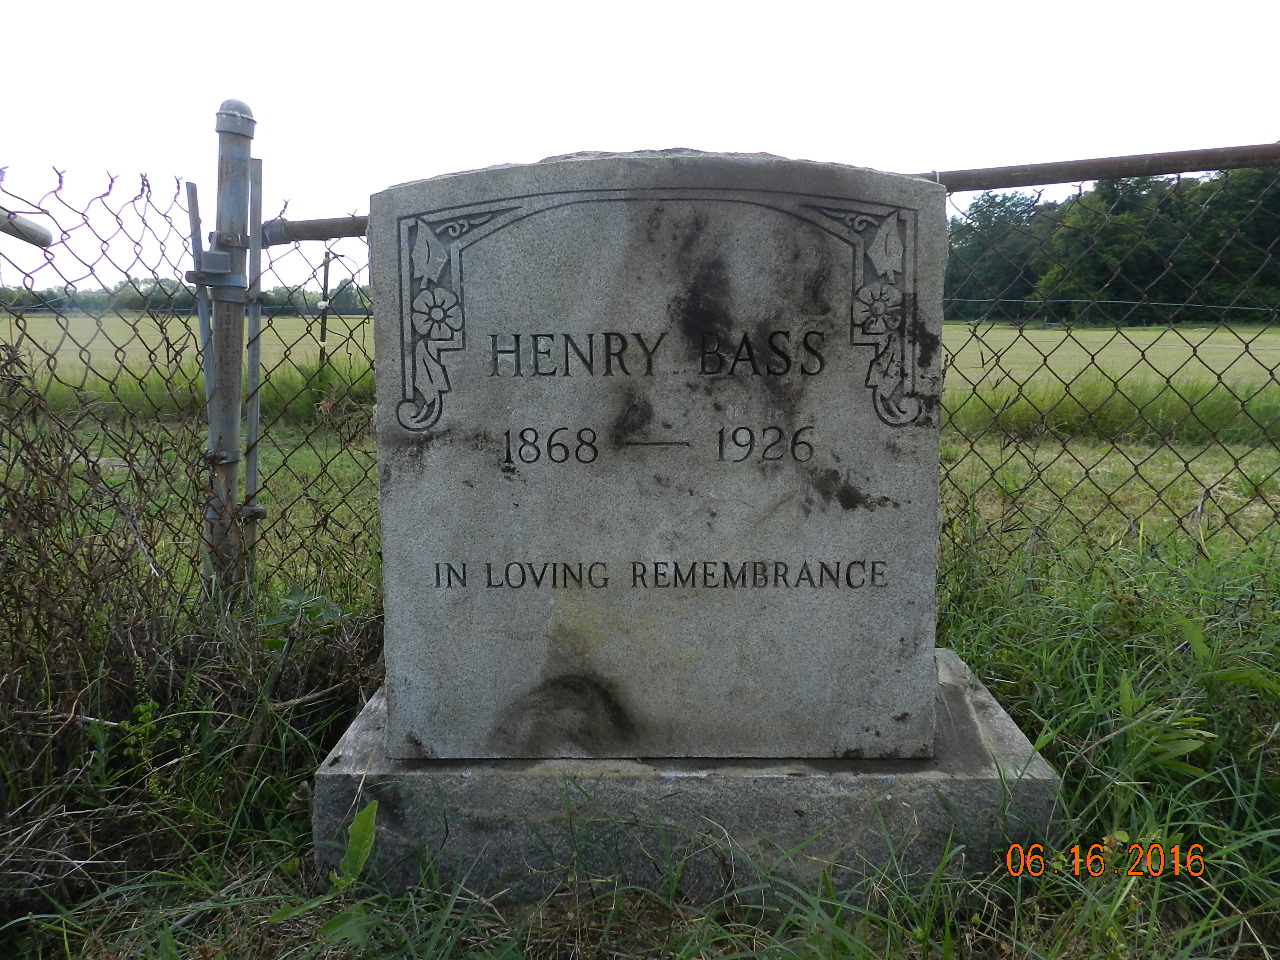 HENRY BASS
1868 — 1926
IN LOVING REMEMBRANCE
06.16.2016